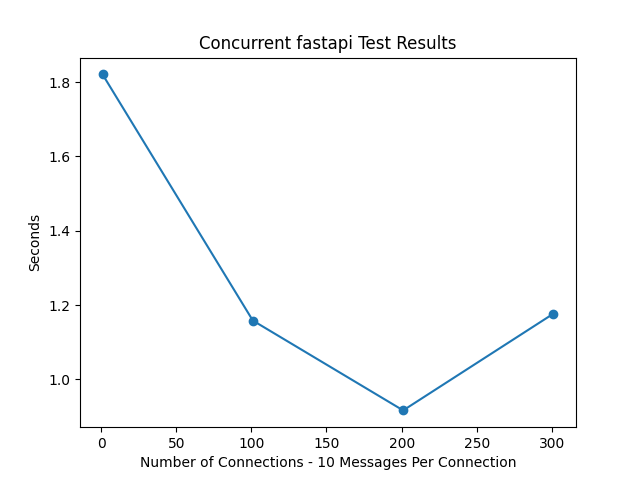 Concurrent fastapi Test Results
1.8
1.6
1.4
1.2
1.0
Seconds
0 50 100 150 200 250 300
Number of Connections - 10 Messages Per Connection